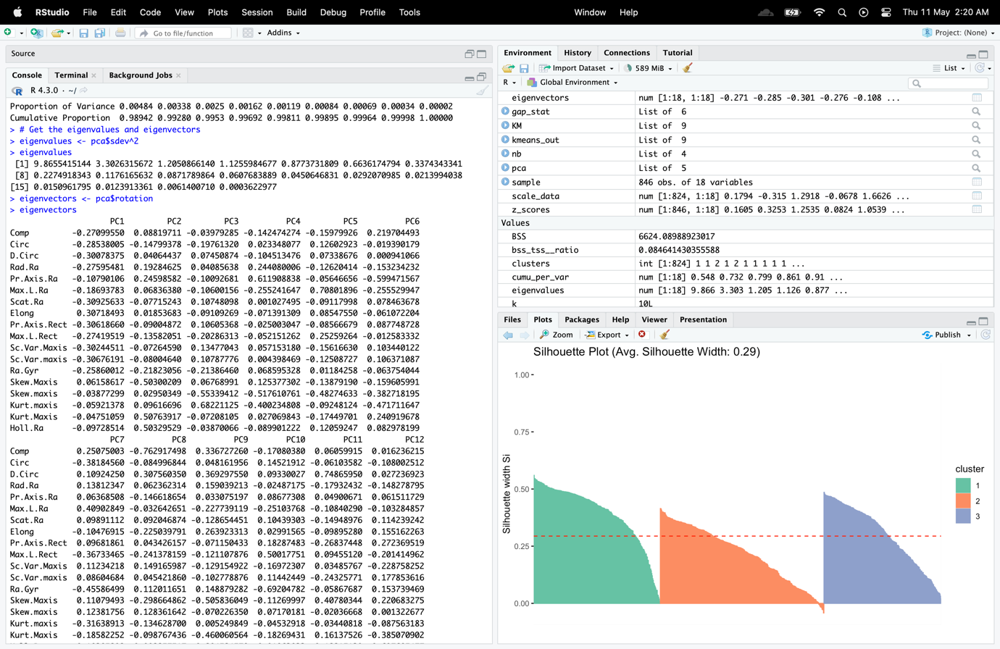 RStudio File Edit Code View Plots Session Build Debug Profile Tools Window Help Thu 11 May 2:20 AM
Go to file/function Addins Project: (None)
Source
Console Terminal Background Jobs
R 4.3.0 · ~/
Proportion of Variance 0.00484 0.00338 0.0025 0.00162 0.00119 0.00084 0.00069 0.00034 0.00002
Cumulative Proportion 0.98942 0.99280 0.9953 0.99692 0.99811 0.99895 0.99964 0.99998 1.00000
> # Get the eigenvalues and eigenvectors
> eigenvalues <- pca$sdev^2
> eigenvalues
[1] 9.8655415144 3.3026315672 1.2050866140 1.1255984677 0.8773731809 0.6636174794 0.3374343341
[8] 0.2274918343 0.1176165632 0.0871789864 0.0607683889 0.0450646831 0.0292070985 0.0213994038
[15] 0.0150961795 0.0123913361 0.0061400710 0.0003622977
> eigenvectors <- pca$rotation
> eigenvectors
PC1 PC2 PC3 PC4 PC5 PC6
Comp -0.27099550 0.08819711 -0.03979285 -0.142474274 -0.15979926 0.219704493
Circ -0.28538005 -0.14799378 -0.19761320 0.023348077 0.12602923 -0.019390179
D.Circ -0.30078375 0.04064437 0.07450874 -0.104513476 0.07338676 0.000941066
Rad.Ra -0.27595481 0.19284625 0.04085638 0.244080006 -0.12620414 -0.153234232
Pr.Axis.Ra -0.10790106 0.24598582 -0.10092681 0.611908838 -0.05646656 -0.599471567
Max.L.Ra -0.18693783 0.06836380 -0.10600156 -0.255241647 0.70801896 -0.255529947
Scat.Ra -0.30925633 -0.07715243 0.10748098 0.001027495 -0.09117998 0.078463678
Elong 0.30718493 0.01853683 -0.09109269 -0.071391309 0.08547550 -0.061072204
Pr.Axis.Rect -0.30618660 -0.09004872 0.10605368 -0.025003047 -0.08566679 0.087748728
Max.L.Rect -0.27419519 -0.13582051 -0.20286313 -0.052151262 0.25259264 -0.012583332
Sc.Var.Maxis -0.30244511 -0.07264590 0.13477043 0.057153180 -0.15616630 0.103440122
Sc.Var.maxis -0.30676191 -0.08004640 0.10787776 0.004398469 -0.12508727 0.106371087
Ra.Gyr -0.25860012 -0.21823056 -0.21386460 0.068595328 0.01184258 -0.063754044
Skew.Maxis 0.06158617 -0.50300209 0.06768991 0.125377302 -0.13879190 -0.159605991
Skew.maxis -0.03877299 0.02950349 -0.55339412 -0.517610761 -0.48274633 -0.382718195
Kurt.maxis -0.05921378 0.09616696 0.68221125 -0.400234808 -0.09248124 -0.471711647
Kurt.Maxis -0.04751059 0.50763917 -0.07208105 0.027069843 -0.17449701 0.240919678
Holl.Ra -0.09728514 0.50329529 -0.03870066 -0.089901222 0.12059247 0.082978199
PC7 PC8 PC9 PC10 PC11 PC12
Comp 0.25075003 -0.762917498 0.336727260 -0.17080380 0.06059915 0.016236215
Circ -0.38184560 -0.084996844 0.048161956 0.14521912 -0.06103582 -0.108002512
D.Circ 0.10924250 0.307560350 0.369297550 0.09330027 0.74865950 0.027236923
Rad.Ra 0.13812347 0.062362314 0.159039213 -0.02487175 -0.17932432 -0.148278795
Pr.Axis.Ra 0.06368508 -0.146618654 0.033075197 0.08677308 0.04900671 0.061511729
Max.L.Ra 0.40902849 -0.032642651 -0.227739119 -0.25103768 -0.10840290 -0.103284857
Scat.Ra 0.09891112 0.092046874 -0.128654451 0.10439303 -0.14948976 0.114239242
Elong -0.10476915 -0.225039791 0.263923313 0.02991565 -0.09895280 0.155162263
Pr.Axis.Rect 0.09681861 0.043426157 -0.071150433 0.18287483 -0.26837448 0.272369519
Max.L.Rect -0.36733465 -0.241378159 -0.121107876 0.50017751 0.09455120 -0.201414962
Sc.Var.Maxis 0.11234218 0.149165987 -0.129154922 -0.16972307 0.03485767 -0.228758252
Sc.Var.maxis 0.08604684 0.045421860 -0.102778876 0.11442449 -0.24325771 0.177853616
Ra.Gyr -0.45586499 0.112011651 0.148879282 -0.69204782 -0.05867687 0.153739469
Skew.Maxis 0.11079493 -0.298664862 -0.505836049 -0.11269997 0.40780344 0.220683275
Skew.maxis 0.12381756 0.128361642 -0.070226350 0.07170181 -0.02036668 0.001322677
Kurt.maxis -0.31638913 -0.134628700 0.005249849 -0.04532918 -0.03440818 -0.087563183
Kurt.Maxis -0.18582252 -0.098767436 -0.460060564 -0.18269431 0.16137526 -0.385070902
Environment History Connections Tutorial
Import Dataset 589 MiB List
R Global Environment
eigenvectors num [1:18, 1:18] -0.271 -0.285 -0.301 -0.276 -0.108 ...
gap_stat List of 6
KM List of 9
kmeans_out List of 9
nb List of 4
pca List of 5
sample 846 obs. of 18 variables
scale_data num [1:824, 1:18] 0.1794 -0.315 1.2918 -0.0678 1.6626 ...
z_scores num [1:846, 1:18] 0.1605 0.3253 1.2535 0.0824 1.0539 ...
Values
BSS 6624.08988923017
bss_tss__ratio 0.084641430355588
clusters int [1:824] 1 1 2 1 2 1 1 1 1 1 ...
cumu_per_var num [1:18] 0.548 0.732 0.799 0.861 0.91 ...
eigenvalues num [1:18] 9.866 3.303 1.205 1.126 0.877 ...
k 10L
Files Plots Packages Help Viewer Presentation
Zoom Export Publish
Silhouette Plot (Avg. Silhouette Width: 0.29)
1.00
0.75
0.50
0.25
0.00
Silhouette width Si
cluster
1
2
3